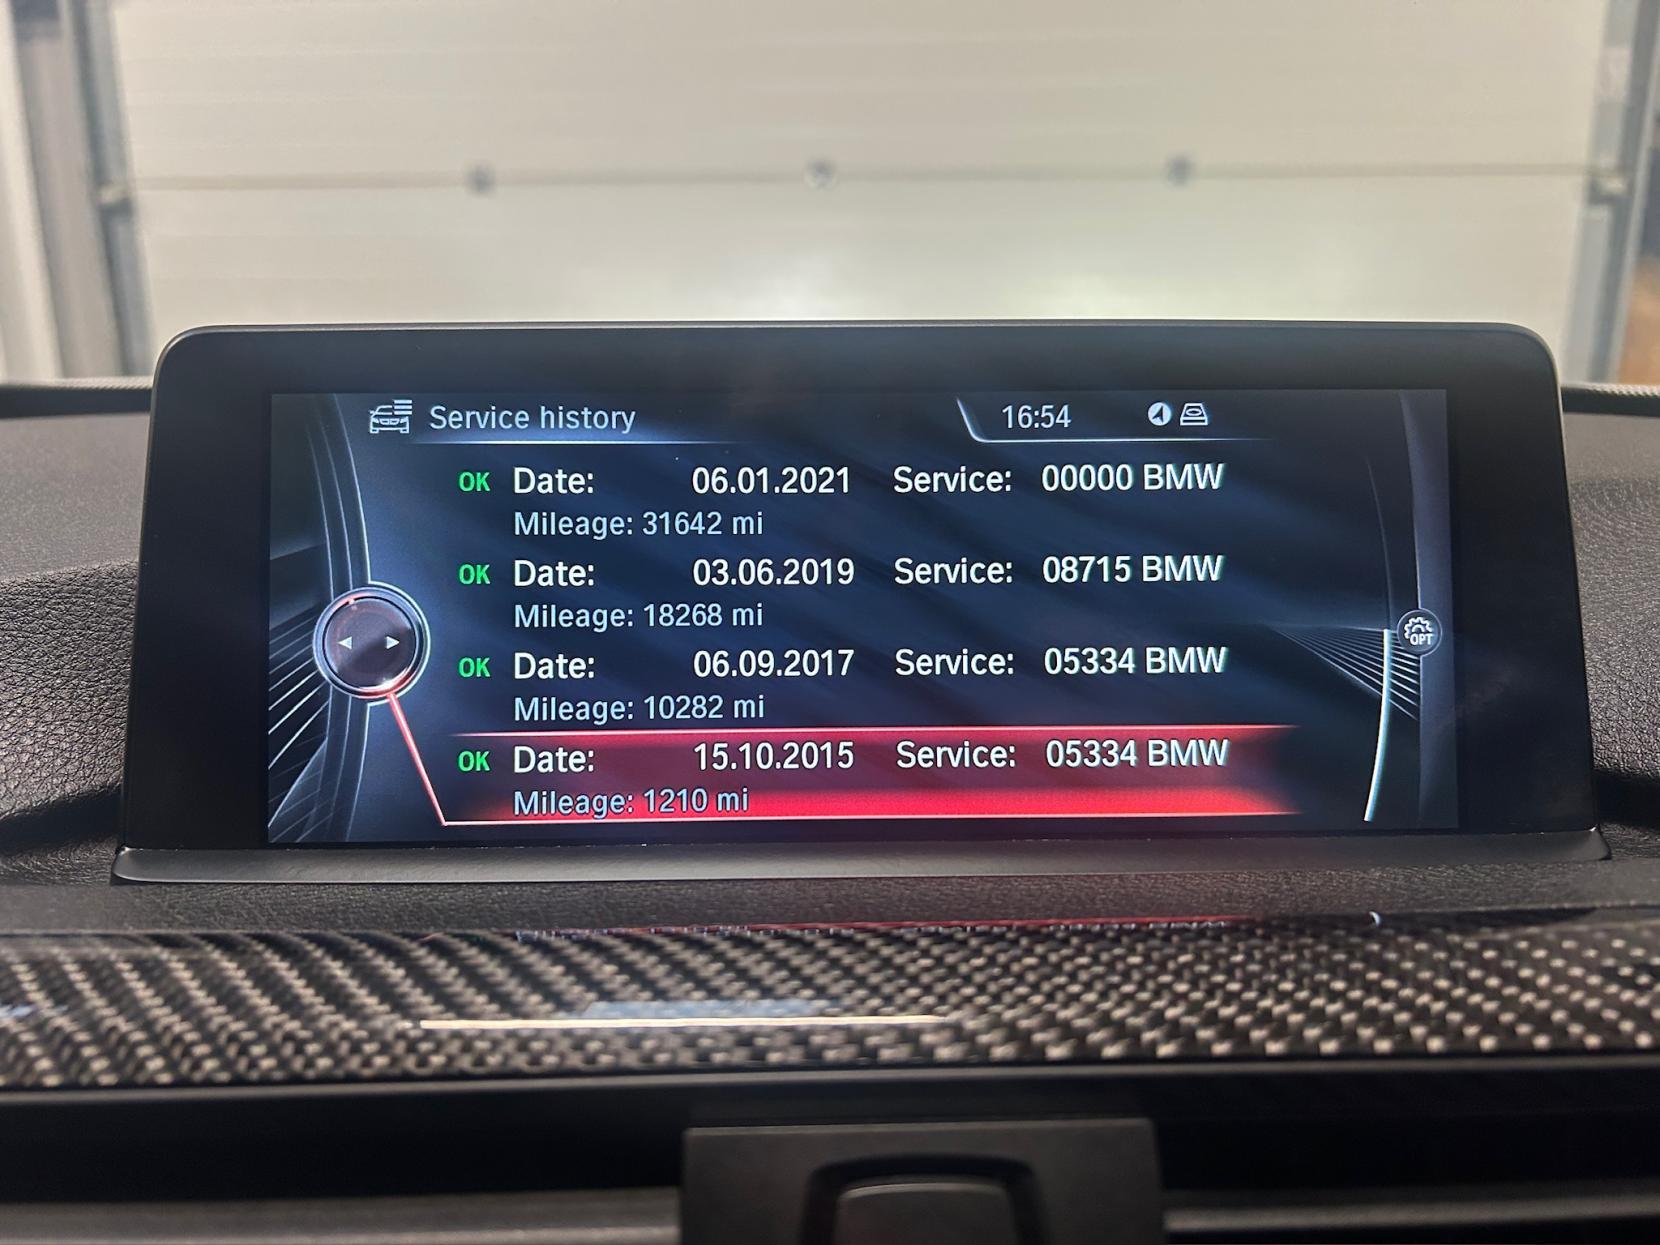 Service history 16:54
OK Date: 06.01.2021 Service: 00000 BMW
Mileage: 31642 mi
OK Date: 03.06.2019 Service: 08715 BMW
Mileage: 18268 mi
OPT
OK Date: 06.09.2017 Service: 05334 BMW
Mileage: 10282 mi
OK Date: 15.10.2015 Service: 05334 BMW
Mileage: 1210 mi